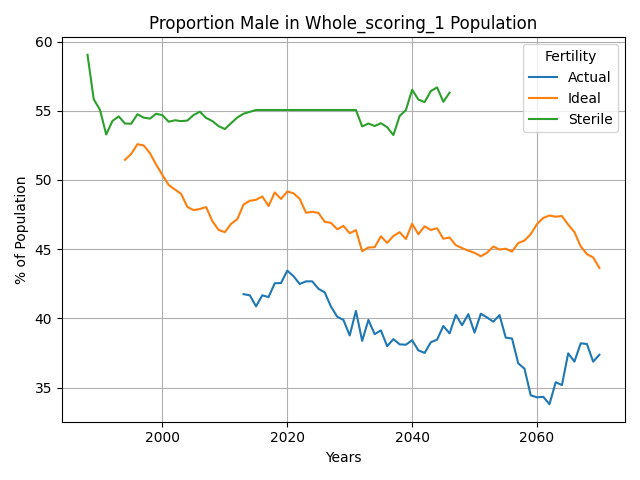 Proportion Male in Whole_scoring_1 Population
60
55
50
45
40
35
% of Population
2000
2020
2040
2060
Years
Fertility
Actual
Ideal
Sterile